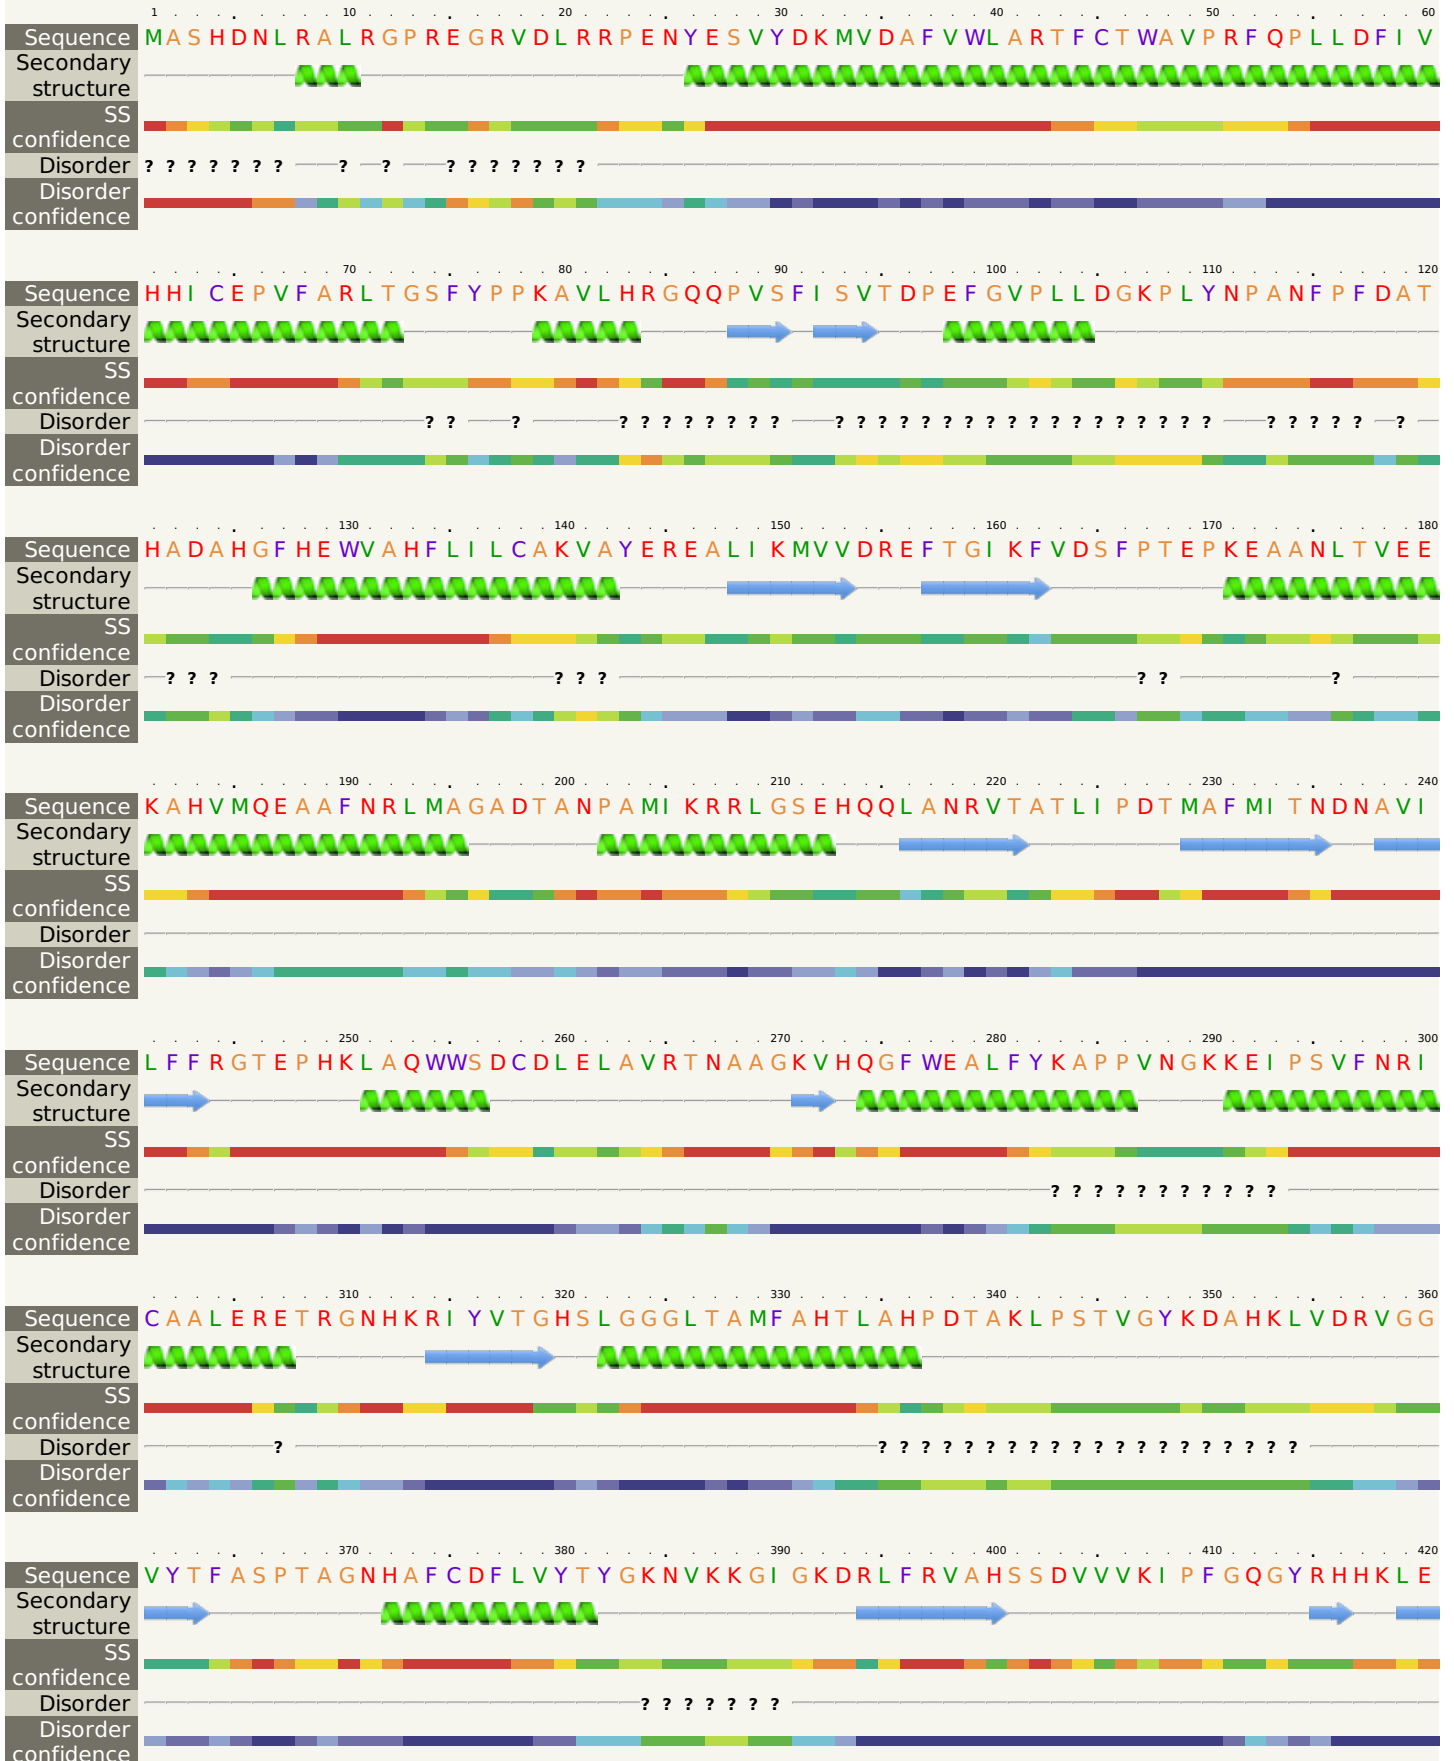 1 10 20 30 40 50 60
Sequence MASHDNLRALRGPREGRVDLRRPENYESVYDKMVDAFVWLARTFCTWAVPRFQPLLDFIV
Secondary
structure
SS
confidence
Disorder ? ? ? ? ? ? ? ? ? ? ? ? ? ? ? ?
Disorder
confidence
70 80 90 100 110 120
Sequence HHICEPVFARLTGSFYPPKAVLHRGQQPVSFISVTDPEFGVPLLDGKPLYNPANFPFDAT
Secondary
structure
SS
confidence
Disorder ? ? ? ? ? ? ? ? ? ? ? ? ? ? ? ? ? ? ? ? ? ? ? ? ? ? ? ? ? ? ? ? ? ? ?
Disorder
confidence
130 140 150 160 170 180
Sequence HADAHGFHEWVAHFLILCAKVAYEREALIKMVVDREFTGIKFVDSFPTEPKEAANLTVEE
Secondary
structure
SS
confidence
Disorder ? ? ? ? ? ? ? ? ?
Disorder
confidence
190 200 210 220 230 240
Sequence KAHVMQEAAFNRLMAGADTANPAMIKRRLGSEHQQLANRVTATLIPDTMAFMITNDNAVI
Secondary
structure
SS
confidence
Disorder
Disorder
confidence
250 260 270 280 290 300
Sequence LFFRGTEPHKLAQWWSDCDLELAVRTNAAGKVHQGFWEALFYKAPPVNGKKEIPSVFNRI
Secondary
structure
SS
confidence
Disorder ? ? ? ? ? ? ? ? ? ? ?
Disorder
confidence
310 320 330 340 350 360
Sequence CAALERETRGNHKRIYVTGHSLGGGLTAMFAHTLAHPDTAKLPSTVGYKDAHKLVDRVGG
Secondary
structure
SS
confidence
Disorder ? ? ? ? ? ? ? ? ? ? ? ? ? ? ? ? ? ? ? ? ?
Disorder
confidence
370 380 390 400 410 420
Sequence VYTFASPTAGNHAFCDFLVYTYGKNVKKGIGKDRLFRVAHSSDVVVKIPFGQGYRHHKLE
Secondary
structure
SS
confidence
Disorder ? ? ? ? ? ? ?
Disorder
confidence